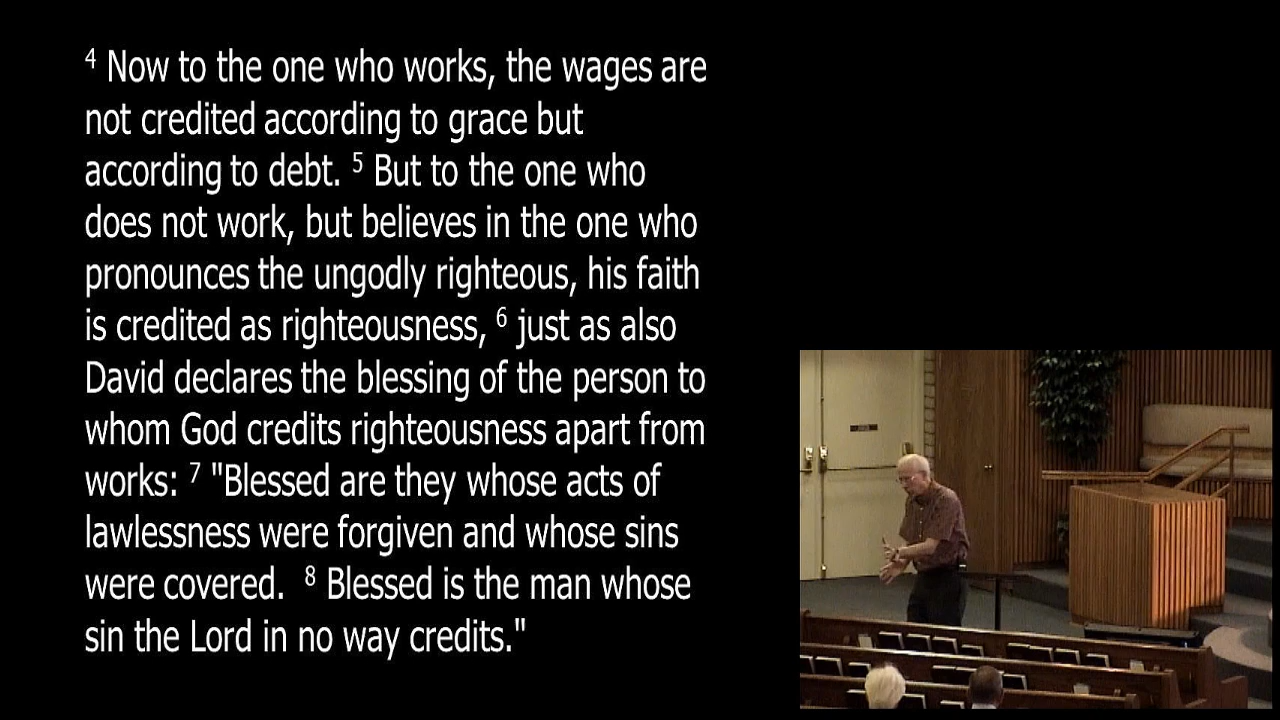 4 Now to the one who works, the wages are
not credited according to grace but
according to debt. 5 But to the one who
does not work, but believes in the one who
pronounces the ungodly righteous, his faith
is credited as righteousness, 6 just as also
David declares the blessing of the person to
whom God credits righteousness apart from
works: 7 "Blessed are they whose acts of
lawlessness were forgiven and whose sins
were covered. 8 Blessed is the man whose
sin the Lord in no way credits."